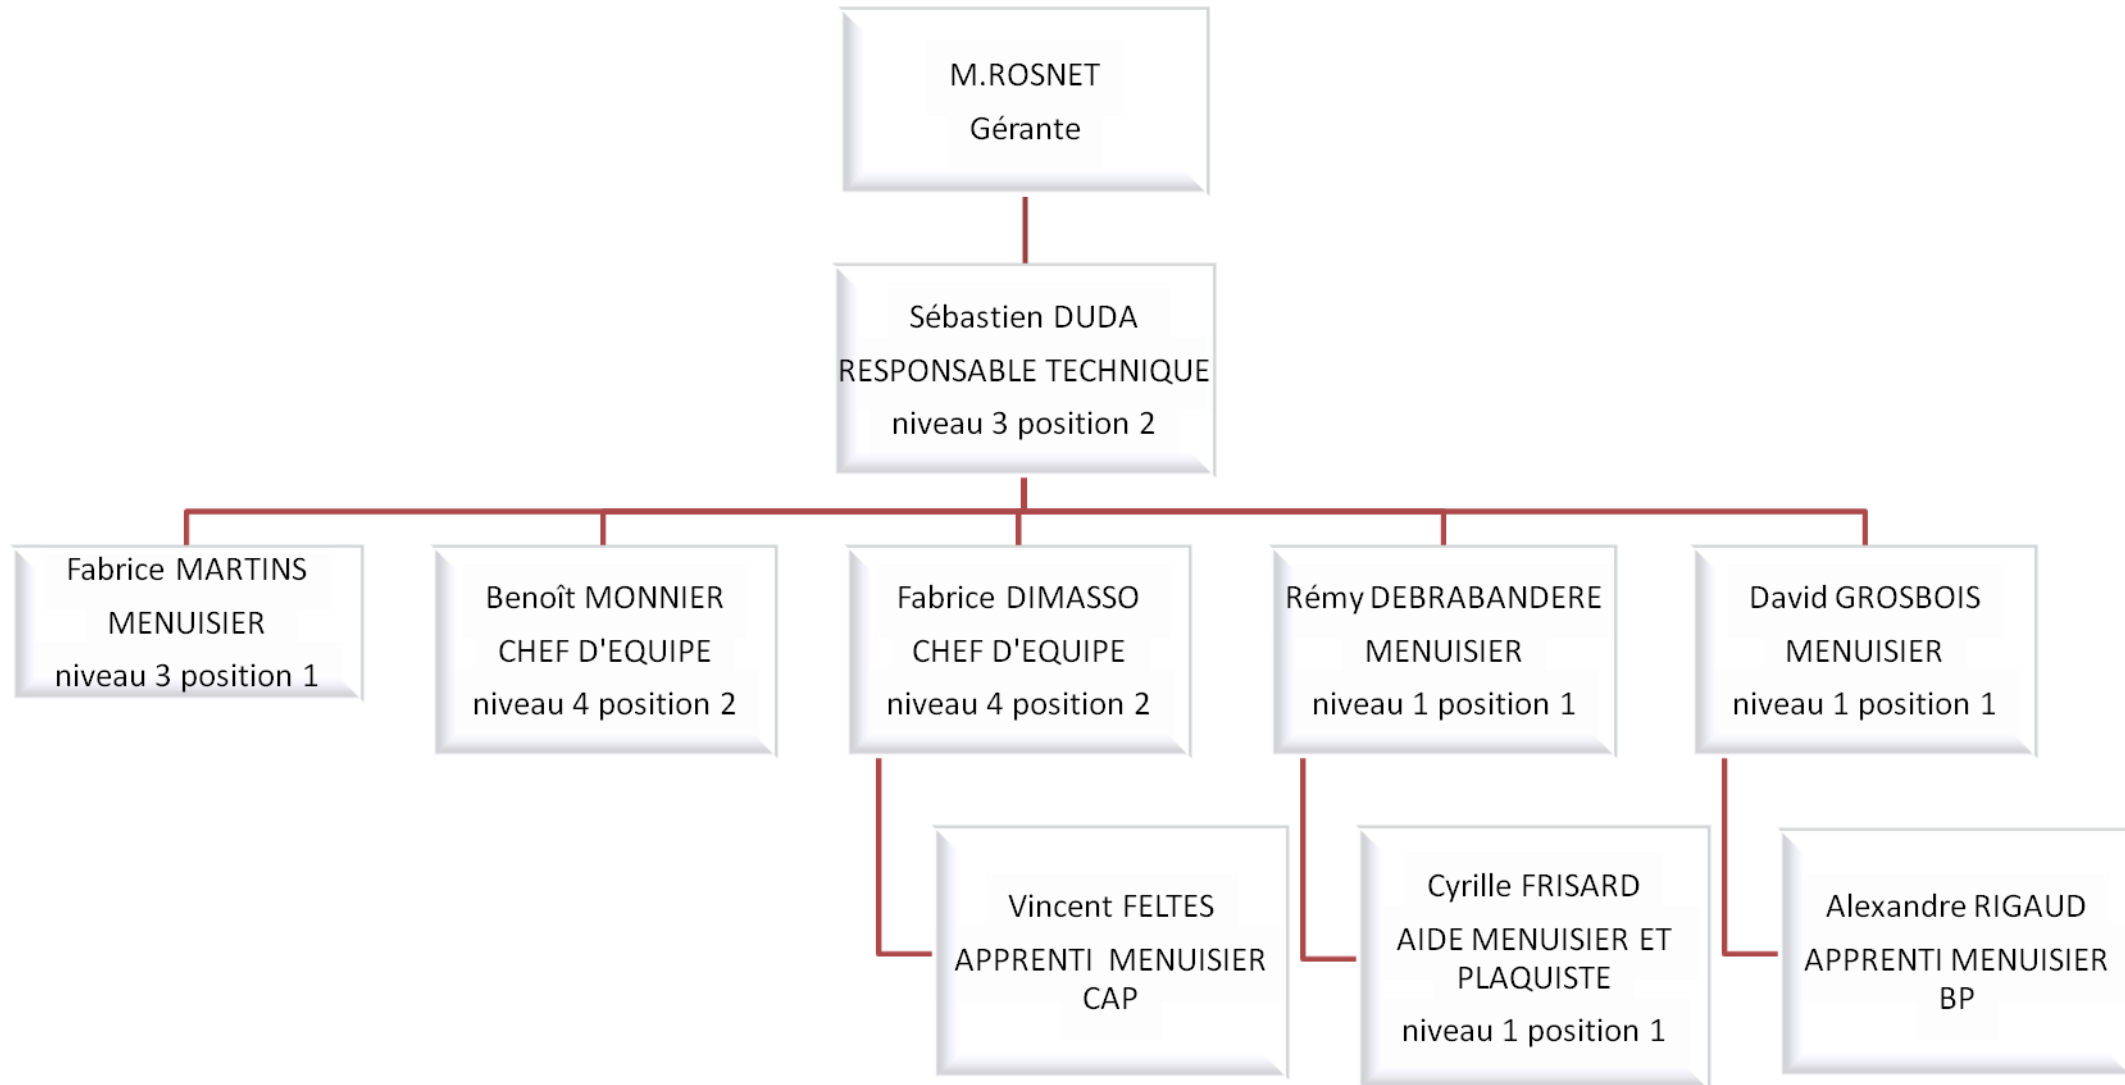 M.ROSNET
Gérante
Sébastien DUDA
RESPONSABLE TECHNIQUE
niveau 3 position 2
Fabrice MARTINS
MENUISIER
niveau 3 position 1
Benoît MONNIER
CHEF D'EQUIPE
niveau 4 position 2
Fabrice DIMASSO
CHEF D'EQUIPE
niveau 4 position 2
Rémy DEBRABANDERE
MENUISIER
niveau 1 position 1
David GROSBOIS
MENUISIER
niveau 1 position 1
Vincent FELTES
APPRENTI MENUISIER
CAP
Cyrille FRISARD
AIDE MENUISIER ET
PLAQUISTE
niveau 1 position 1
Alexandre RIGAUD
APPRENTI MENUISIER
BP